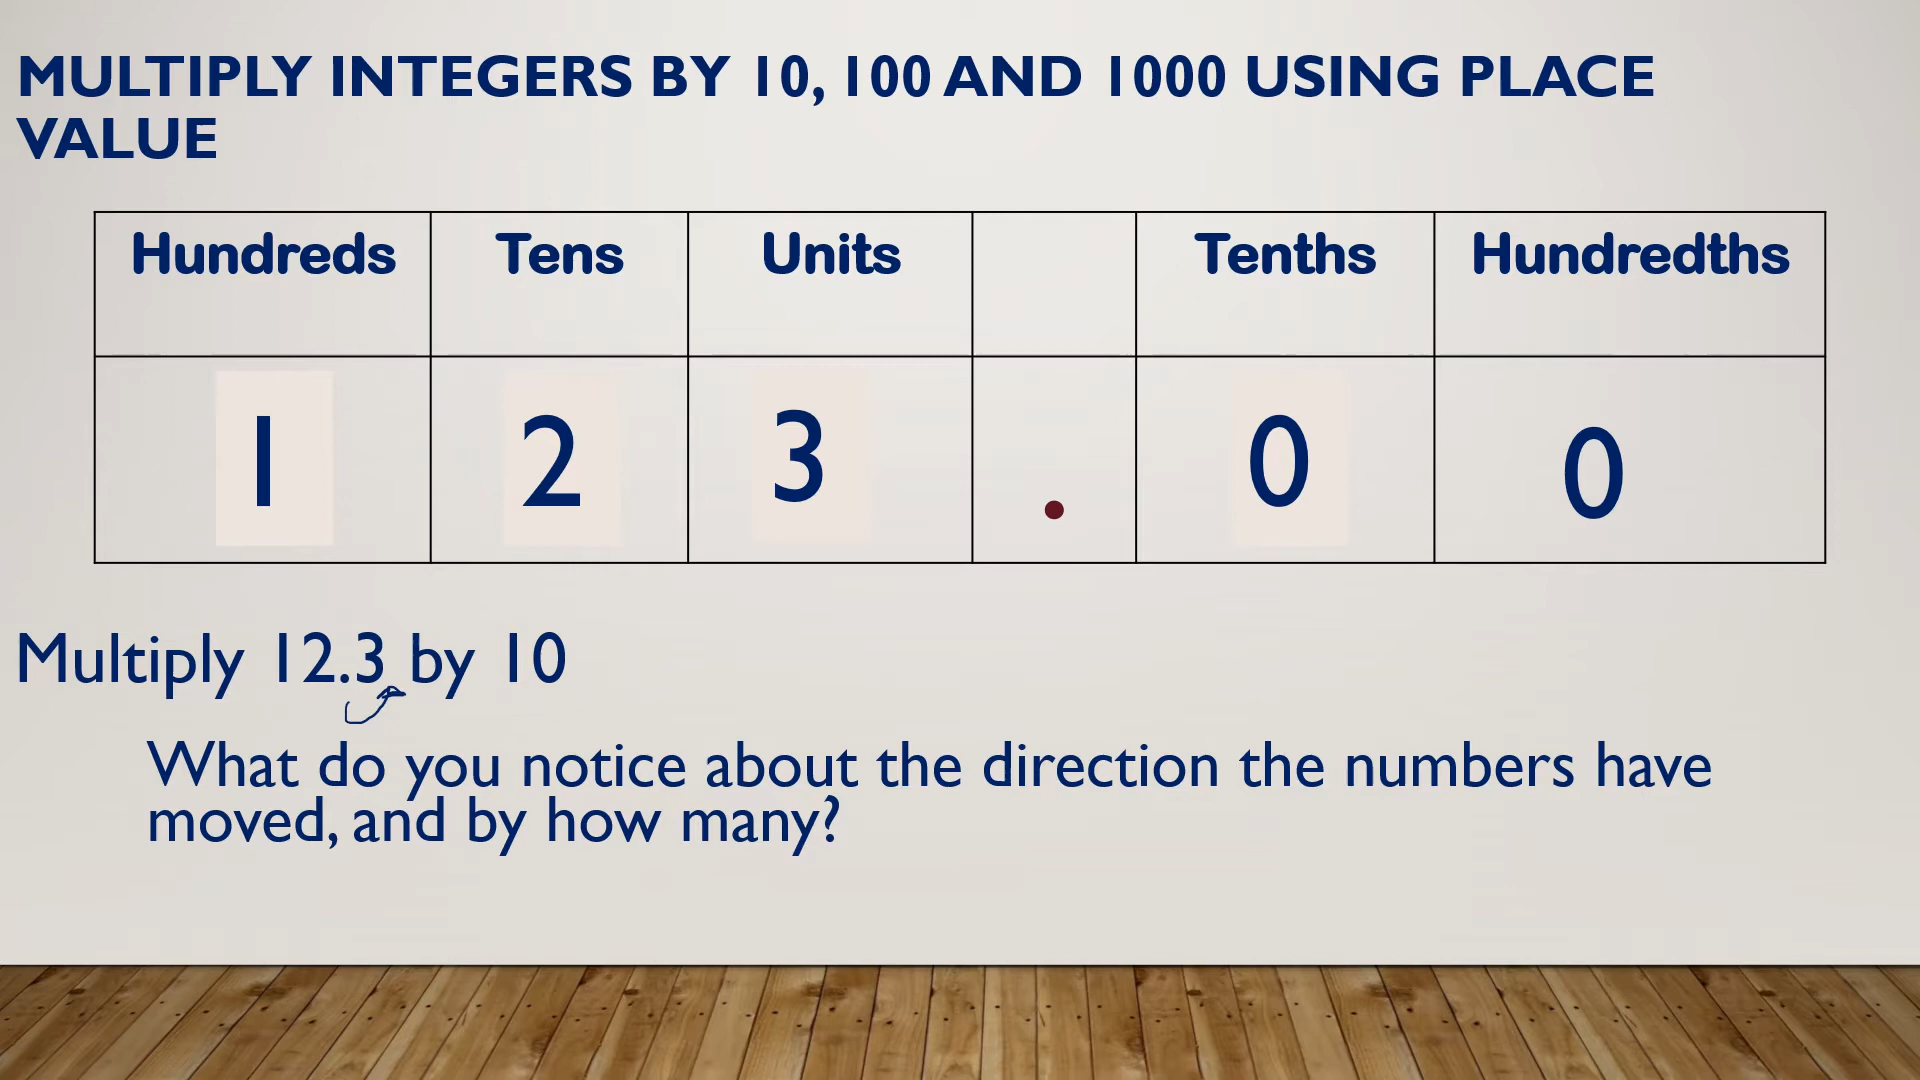 MULTIPLY INTEGERS BY 10, 100 AND 1000 USING PLACE
VALUE
Hundreds Tens Units Tenths Hundredths
1 2 3 . 0 0
Multiply 12.3 by 10
What do you notice about the direction the numbers have
moved, and by how many?